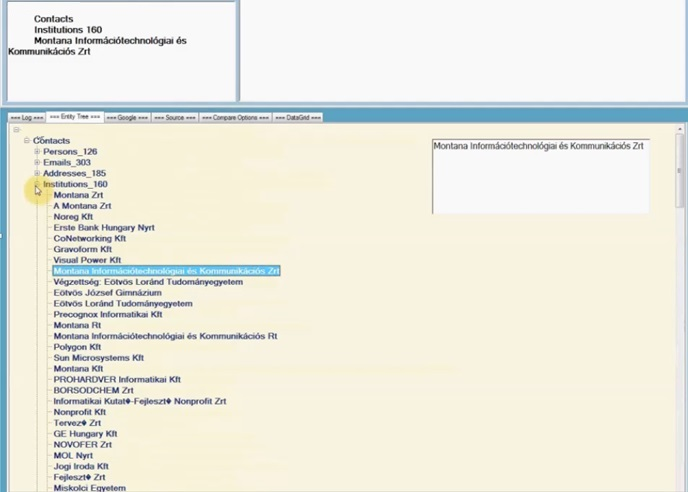 Contacts
Institutions 160
Montana Információtechnológiai és
Kommunikációs Zrt
=== Log ===
=== Entity Tree ===
=== Google ===
=== Source ===
=== Compare Options ===
=== DataGrid ===
Contacts
Persons_126
Emails_303
Addresses_185
Institutions_160
Montana Zrt
A Montana Zrt
Noreg Kft
Erste Bank Hungary Nyrt
CoNetworking Kft
Gravoform Kft
Visual Power Kft
Montana Információtechnológiai és Kommunikációs Zrt
Végzettség: Eötvös Loránd Tudományegyetem
Eötvös József Gimnázium
Eötvös Loránd Tudományegyetem
Precognox Informatikai Kft
Montana Rt
Montana Információtechnológiai és Kommunikációs Rt
Polygon Kft
Sun Microsystems Kft
Montana Kft
PROHARDVER Informatikai Kft
BORSODCHEM Zrt
Informatikai Kutat�-Fejleszt� Nonprofit Zrt
Nonprofit Kft
Tervez� Zrt
GE Hungary Kft
NOVOFER Zrt
MOL Nyrt
Jogi Iroda Kft
Fejleszt� Zrt
Miskolci Egyetem
Montana Információtechnológiai és Kommunikációs Zrt